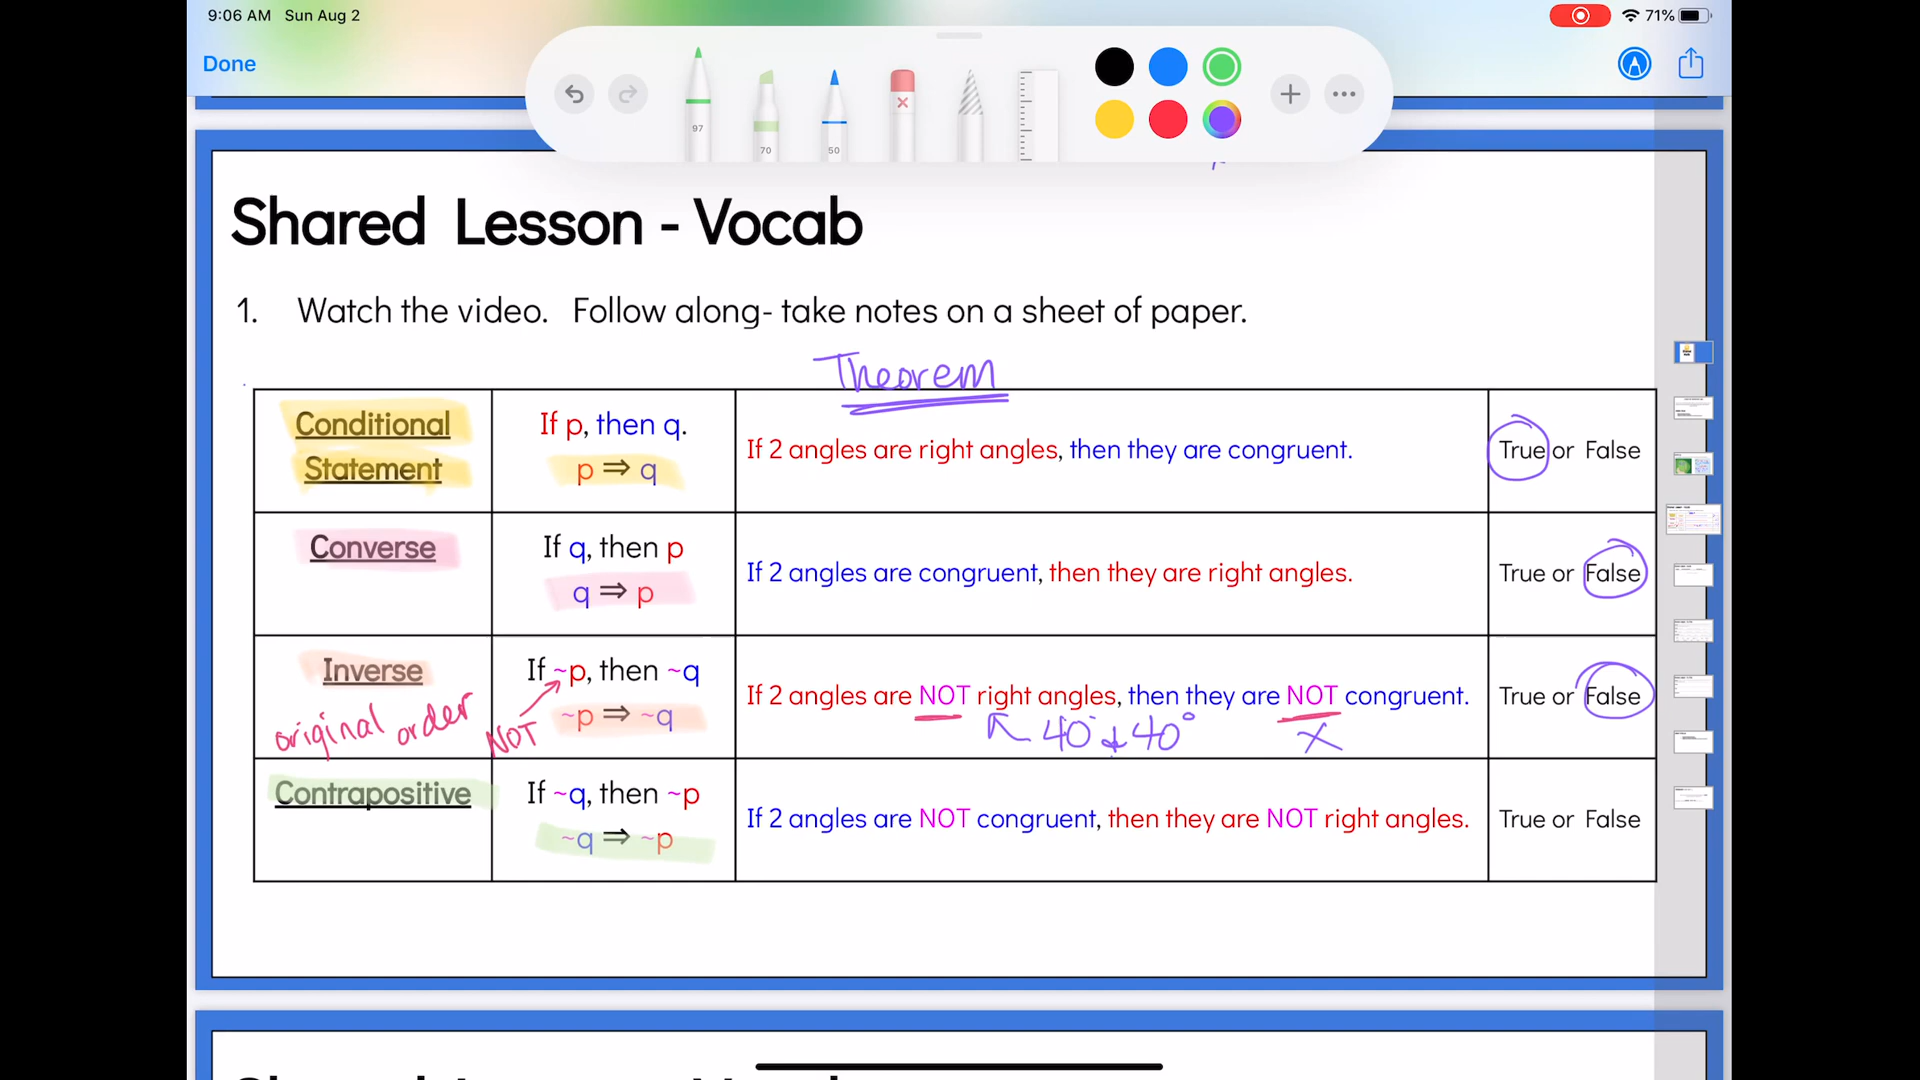 9:06 AM Sun Aug 2
71%
Done
97
70
50
Shared Lesson - Vocab
1. Watch the video. Follow along- take notes on a sheet of paper.
Theorem
Conditional Statement
If p, then q.
p ⇒ q
If 2 angles are right angles, then they are congruent.
True or False
Converse
If q, then p
q ⇒ p
If 2 angles are congruent, then they are right angles.
True or False
Inverse
original order
If ~p, then ~q
NOT
~p ⇒ ~q
If 2 angles are NOT right angles, then they are NOT congruent.
40° + 40°
X
True or False
Contrapositive
If ~q, then ~p
~q ⇒ ~p
If 2 angles are NOT congruent, then they are NOT right angles.
True or False